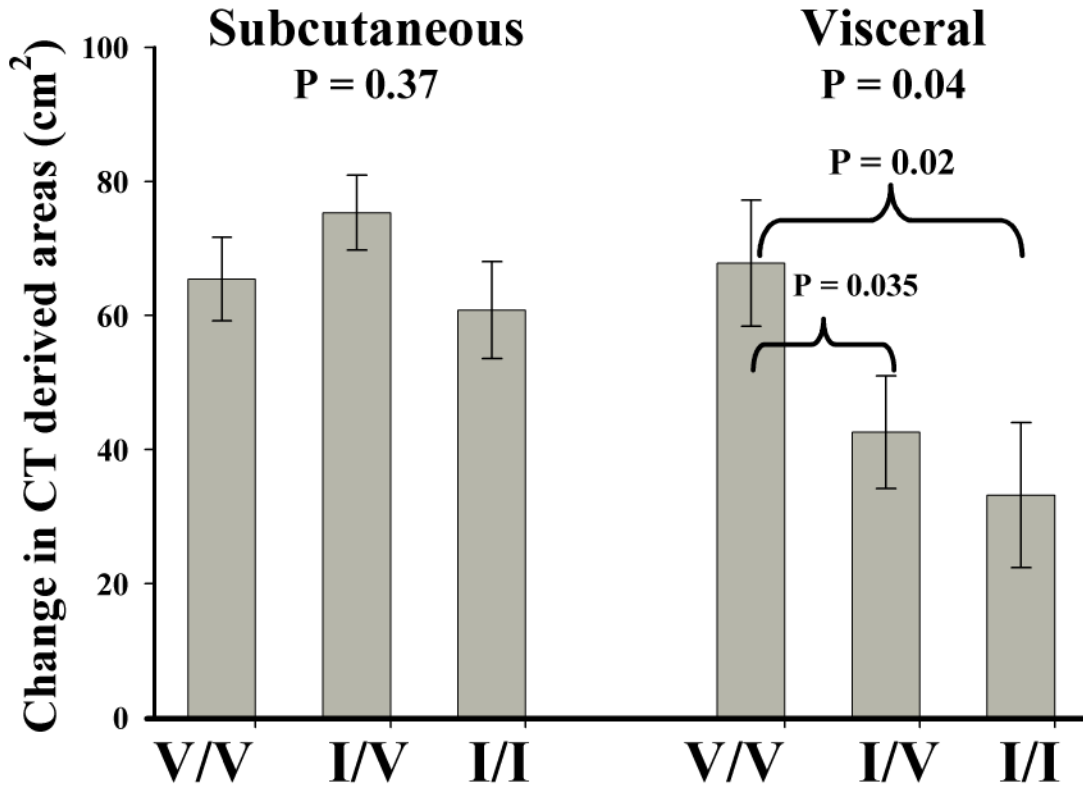 Change in CT derived areas (cm²)
Subcutaneous
P = 0.37
Visceral
P = 0.04
P = 0.02
P = 0.035
100
80
60
40
20
0
V/V I/V I/I V/V I/V I/I